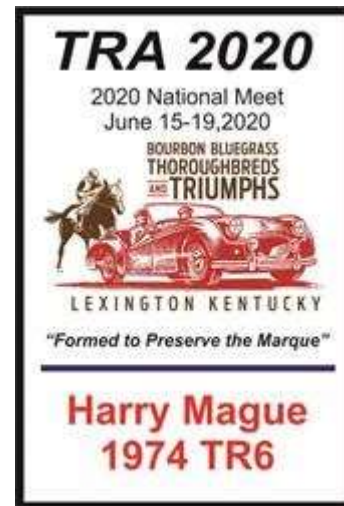 TRA 2020
2020 National Meet
June 15-19,2020
BOURBON BLUEGRASS
THOROUGHBREDS
AND TRIUMPHS
LEXINGTON KENTUCKY
"Formed to Preserve the Marque"
Harry Mague
1974 TR6